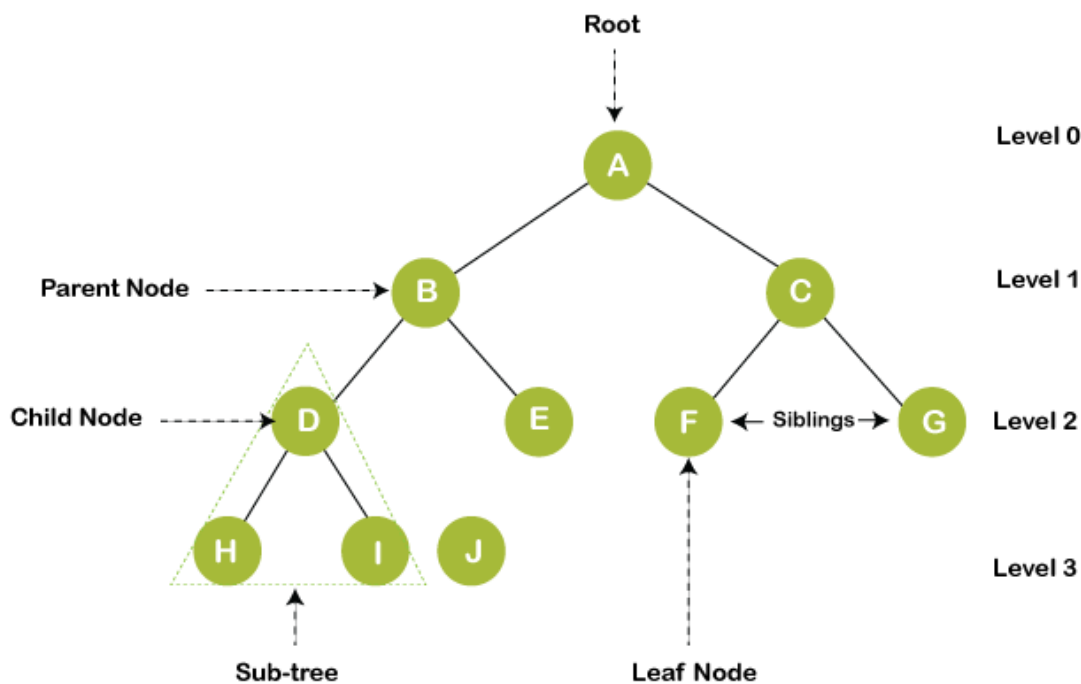 Root
Level 0
A
Parent Node
B
C
Level 1
Child Node
D
E
F
Siblings
G
Level 2
H
I
J
Level 3
Sub-tree
Leaf Node